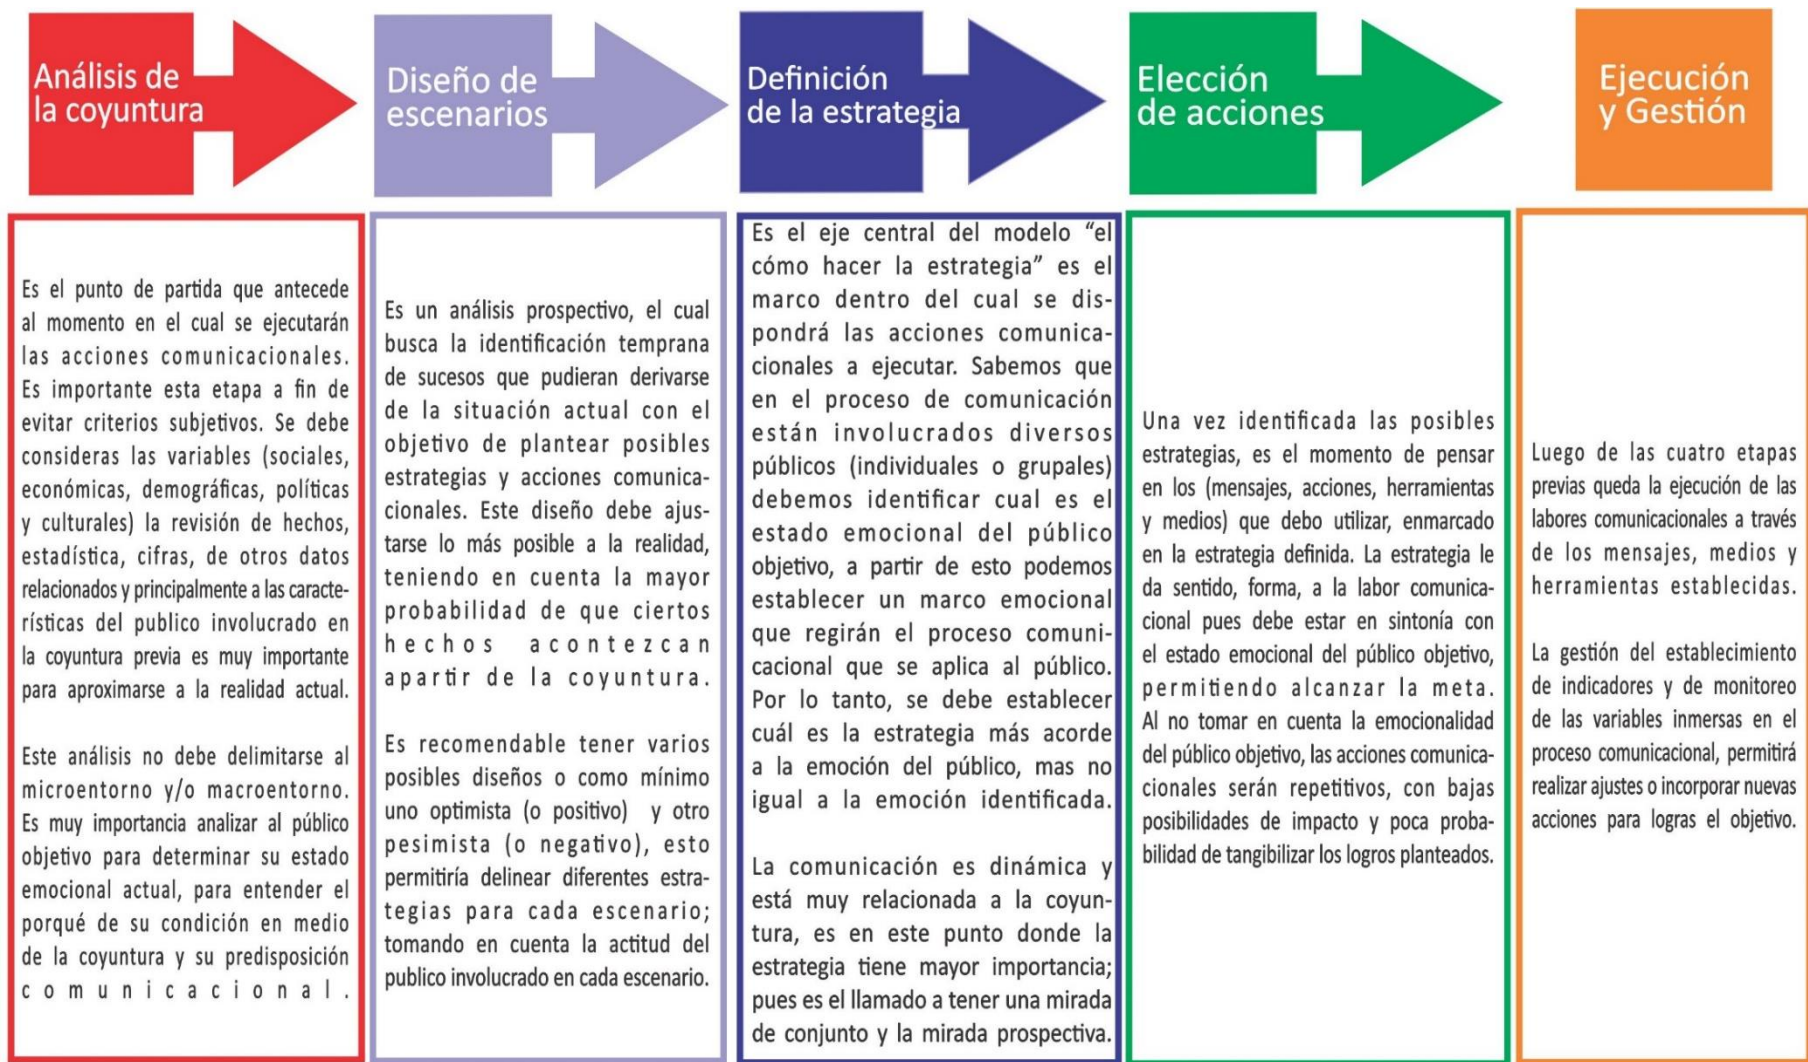 Análisis de
la coyuntura
Es el punto de partida que antecede
al momento en el cual se ejecutarán
las acciones comunicacionales.
Es importante esta etapa a fin de
evitar criterios subjetivos. Se debe
consideras las variables (sociales,
económicas, demográficas, políticas
y culturales) la revisión de hechos,
estadística, cifras, de otros datos
relacionados y principalmente a las caracte-
rísticas del publico involucrado en
la coyuntura previa es muy importante
para aproximarse a la realidad actual.
Este análisis no debe delimitarse al
microentorno y/o macroentorno.
Es muy importancia analizar al público
objetivo para determinar su estado
emocional actual, para entender el
porqué de su condición en medio
de la coyuntura y su predisposición
comunicacional.
Diseño de
escenarios
Es un análisis prospectivo, el cual
busca la identificación temprana
de sucesos que pudieran derivarse
de la situación actual con el
objetivo de plantear posibles
estrategias y acciones comunica-
cionales. Este diseño debe ajus-
tarse lo más posible a la realidad,
teniendo en cuenta la mayor
probabilidad de que ciertos
hechos acontezcan
apartir de la coyuntura.
Es recomendable tener varios
posibles diseños o como mínimo
uno optimista (o positivo) y otro
pesimista (o negativo), esto
permitiría delinear diferentes estra-
tegias para cada escenario;
tomando en cuenta la actitud del
publico involucrado en cada escenario.
Definición
de la estrategia
Es el eje central del modelo “el
cómo hacer la estrategia” es el
marco dentro del cual se dis-
pondrá las acciones comunica-
cionales a ejecutar. Sabemos que
en el proceso de comunicación
están involucrados diversos
públicos (individuales o grupales)
debemos identificar cual es el
estado emocional del público
objetivo, a partir de esto podemos
establecer un marco emocional
que regirán el proceso comuni-
cacional que se aplica al público.
Por lo tanto, se debe establecer
cuál es la estrategia más acorde
a la emoción del público, mas no
igual a la emoción identificada.
La comunicación es dinámica y
está muy relacionada a la coyun-
tura, es en este punto donde la
estrategia tiene mayor importancia;
pues es el llamado a tener una mirada
de conjunto y la mirada prospectiva.
Elección
de acciones
Una vez identificada las posibles
estrategias, es el momento de pensar
en los (mensajes, acciones, herramientas
y medios) que debo utilizar, enmarcado
en la estrategia definida. La estrategia le
da sentido, forma, a la labor comunica-
cional pues debe estar en sintonía con
el estado emocional del público objetivo,
permitiendo alcanzar la meta.
Al no tomar en cuenta la emocionalidad
del público objetivo, las acciones comunica-
cionales serán repetitivos, con bajas
posibilidades de impacto y poca proba-
bilidad de tangibilizar los logros planteados.
Ejecución
y Gestión
Luego de las cuatro etapas
previas queda la ejecución de las
labores comunicacionales a través
de los mensajes, medios y
herramientas establecidas.
La gestión del establecimiento
de indicadores y de monitoreo
de las variables inmersas en el
proceso comunicacional, permitirá
realizar ajustes o incorporar nuevas
acciones para logras el objetivo.